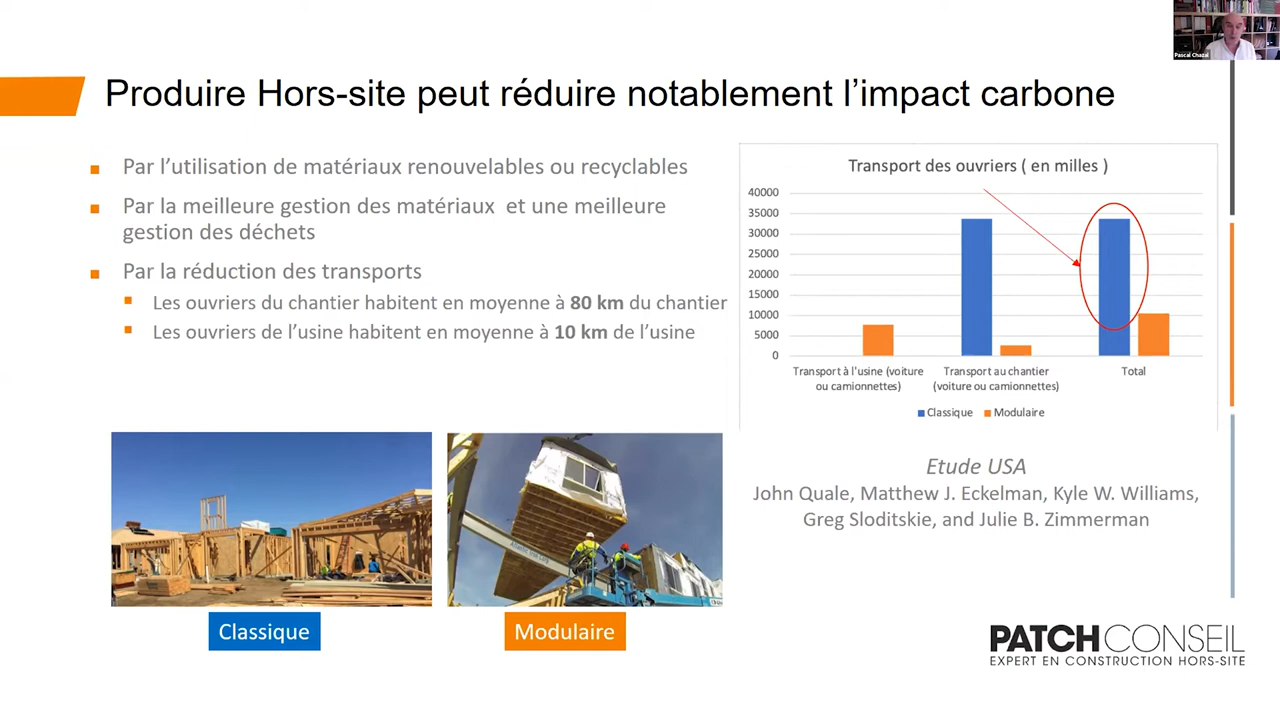 Pascal Chazal
Produire Hors-site peut réduire notablement l’impact carbone
Par l’utilisation de matériaux renouvelables ou recyclables
Par la meilleure gestion des matériaux et une meilleure
gestion des déchets
Par la réduction des transports
Les ouvriers du chantier habitent en moyenne à 80 km du chantier
Les ouvriers de l’usine habitent en moyenne à 10 km de l’usine
Transport des ouvriers ( en milles )
40000
35000
30000
25000
20000
15000
10000
5000
0
Transport à l'usine (voiture
ou camionnettes)
Transport au chantier
(voiture ou camionnettes)
Total
Classique
Modulaire
Etude USA
John Quale, Matthew J. Eckelman, Kyle W. Williams,
Greg Sloditskie, and Julie B. Zimmerman
Classique
Modulaire
PATCHCONSEIL
EXPERT EN CONSTRUCTION HORS-SITE